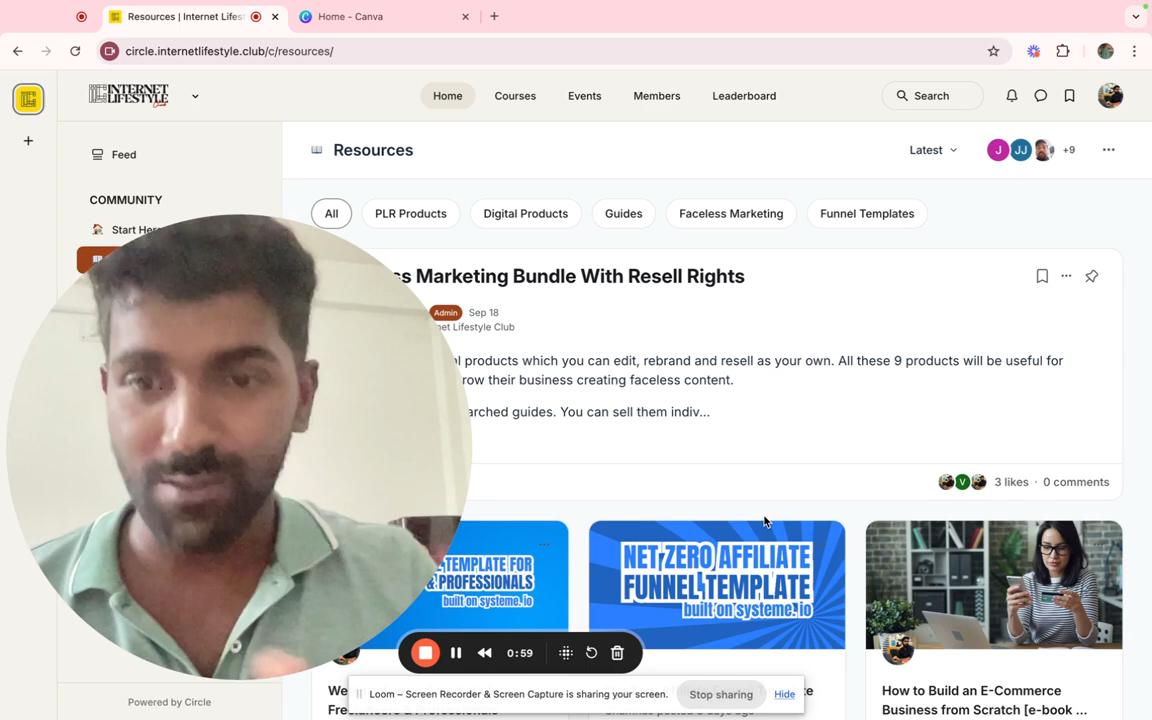 Resources | Internet Lifes
Home - Canva
circle.internetlifestyle.club/c/resources/
INTERNET
LIFESTYLE
Club
Home
Courses
Events
Members
Leaderboard
Search
Feed
COMMUNITY
Start Here
Powered by Circle
Resources
Latest
J
JJ
+9
All
PLR Products
Digital Products
Guides
Faceless Marketing
Funnel Templates
ss Marketing Bundle With Resell Rights
Admin
Sep 18
net Lifestyle Club
al products which you can edit, rebrand and resell as your own. All these 9 products will be useful for
row their business creating faceless content.
arched guides. You can sell them indiv...
V
3 likes · 0 comments
TEMPLATE FOR
& PROFESSIONALS
built on systeme.io
NET ZERO AFFILIATE
FUNNEL TEMPLATE
built on systeme.io
How to Build an E-Commerce
Business from Scratch [e-book ...
0:59
Loom – Screen Recorder & Screen Capture is sharing your screen.
Stop sharing
Hide
We
Freelancers & Professionals